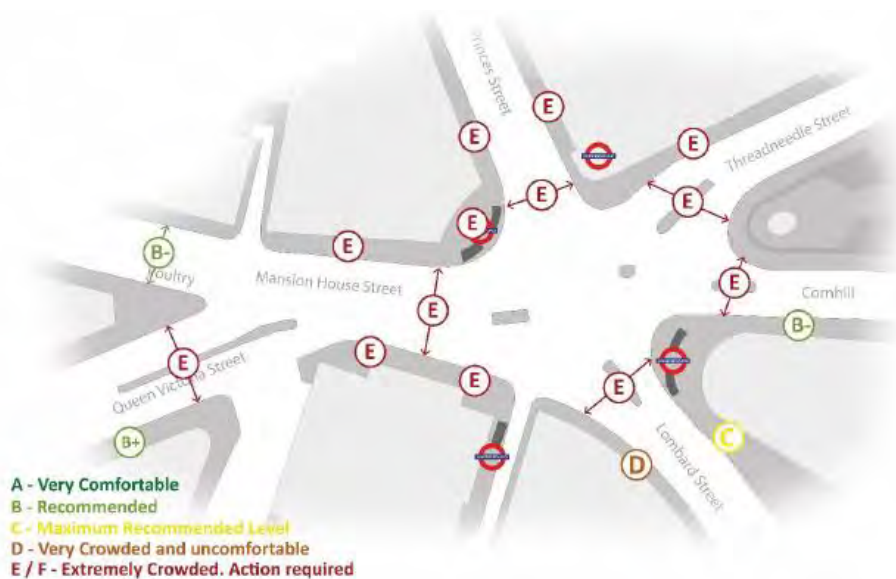 Princes Street
E
E
E
Threadneedle Street
E
E
E
E
B-
Poultry
Mansion House Street
E
E
Cornhill
B-
E
Queen Victoria Street
E
E
E
Lombard Street
C
D
B+
A - Very Comfortable
B - Recommended
C - Maximum Recommended Level
D - Very Crowded and uncomfortable
E / F - Extremely Crowded. Action required